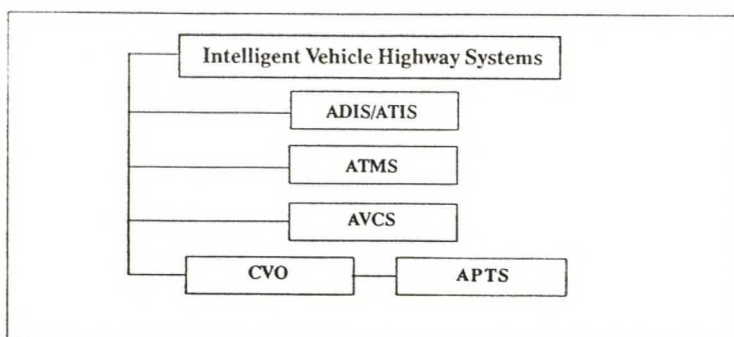 Intelligent Vehicle Highway Systems
ADIS/ATIS
ATMS
AVCS
CVO APTS